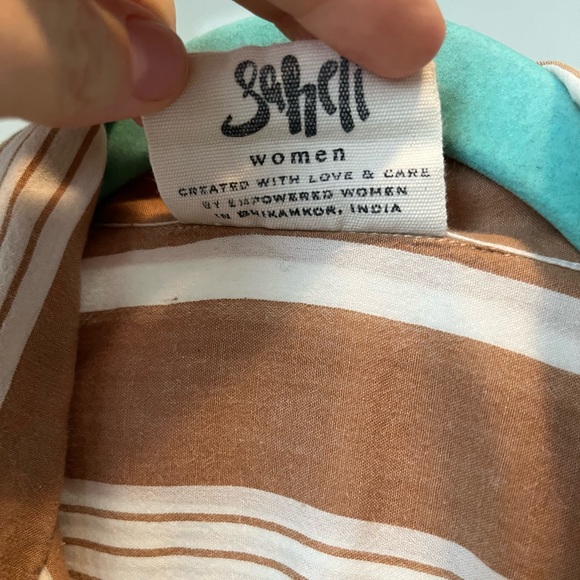 saheli
women
CREATED WITH LOVE & CARE
BY EMPOWERED WOMEN
IN BHIKAMKOR, INDIA